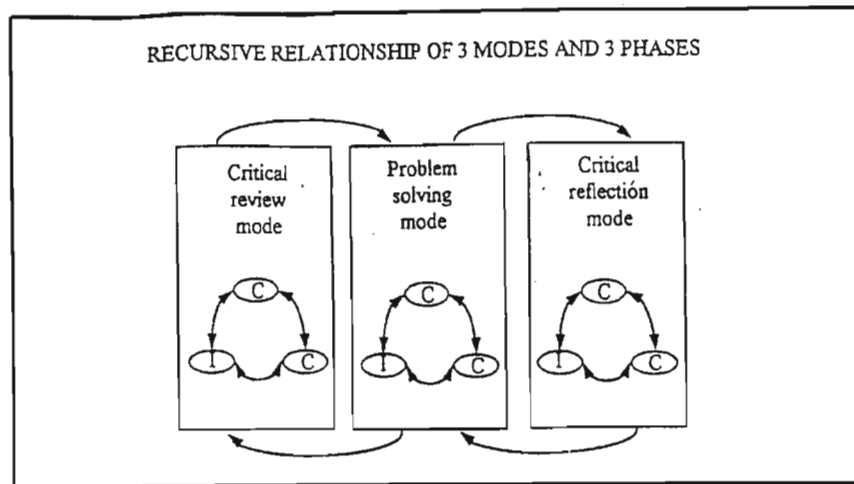 RECURSIVE RELATIONSHIP OF 3 MODES AND 3 PHASES
Critical
review
mode
C
I
C
Problem
solving
mode
C
I
C
Critical
reflection
mode
C
I
C